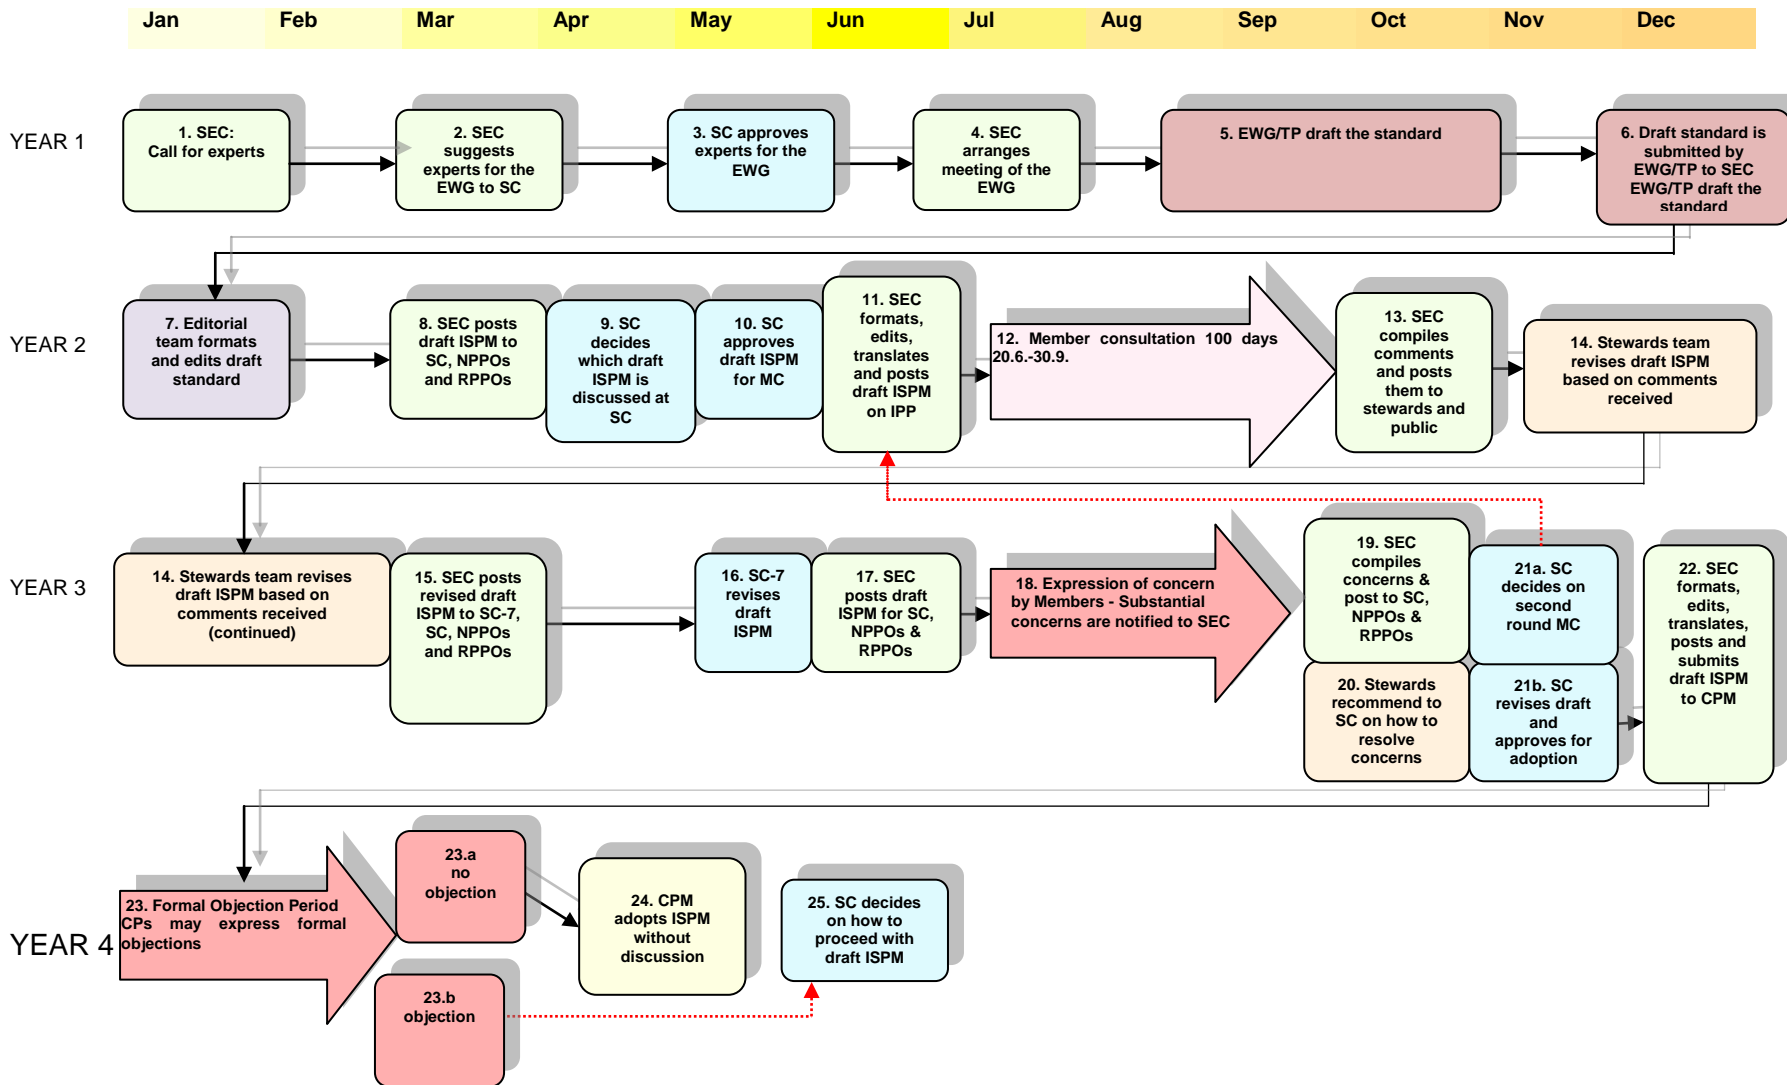 Jan Feb Mar Apr May Jun Jul Aug Sep Oct Nov Dec
YEAR 1
1. SEC:
Call for experts
2. SEC
suggests
experts for the
EWG to SC
3. SC approves
experts for the
EWG
4. SEC
arranges
meeting of the
EWG
5. EWG/TP draft the standard
6. Draft standard is
submitted by
EWG/TP to SEC
EWG/TP draft the
standard
YEAR 2
7. Editorial
team formats
and edits draft
standard
8. SEC posts
draft ISPM to
SC, NPPOs
and RPPOs
9. SC
decides
which draft
ISPM is
discussed at
SC
10. SC
approves
draft ISPM
for MC
11. SEC
formats,
edits,
translates
and posts
draft ISPM
on IPP
12. Member consultation 100 days
20.6.-30.9.
13. SEC
compiles
comments
and posts
them to
stewards and
public
14. Stewards team
revises draft ISPM
based on comments
received
YEAR 3
14. Stewards team revises
draft ISPM based on
comments received
(continued)
15. SEC posts
revised draft
ISPM to SC-7,
SC, NPPOs
and RPPOs
16. SC-7
revises
draft
ISPM
17. SEC
posts draft
ISPM for SC,
NPPOs &
RPPOs
18. Expression of concern
by Members - Substantial
concerns are notified to SEC
19. SEC
compiles
concerns &
post to SC,
NPPOs &
RPPOs
20. Stewards
recommend to
SC on how to
resolve
concerns
21a. SC
decides on
second
round MC
21b. SC
revises draft
and
approves for
adoption
22. SEC
formats,
edits,
translates,
posts and
submits
draft ISPM
to CPM
YEAR 4
23. Formal Objection Period
CPs may express formal
objections
23.a
no
objection
23.b
objection
24. CPM
adopts ISPM
without
discussion
25. SC decides
on how to
proceed with
draft ISPM